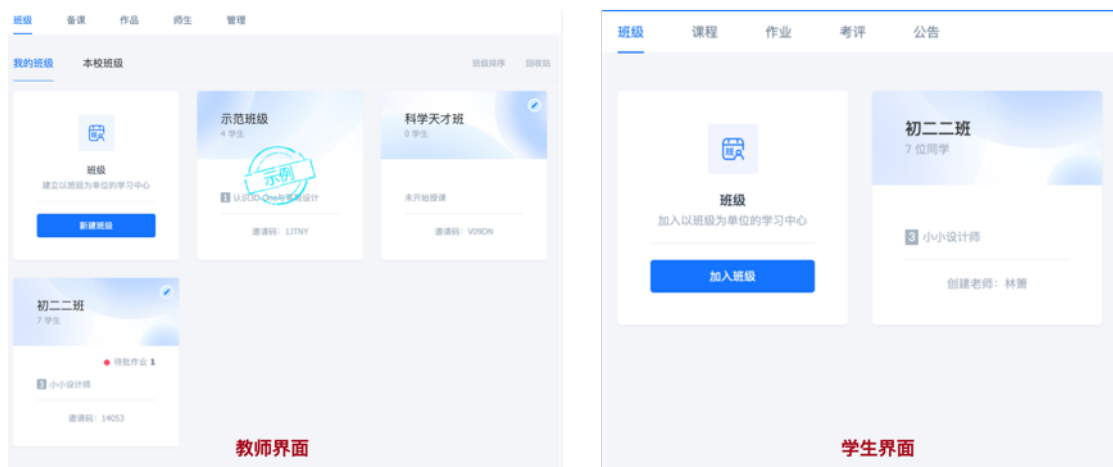 班级 备课 作品 师生 管理
我的班级 本校班级 班级排序 回收站
班级
建立以班级为单位的学习中心
新建班级
示范班级
4 学生
示例
1 认识3D One与常用设计
邀请码：1JTNY
科学天才班
0 学生
未开始授课
邀请码：V09DN
初二二班
7 学生
待批作业 1
3 小小设计师
邀请码：14053
教师界面
班级 课程 作业 考评 公告
班
班级
加入以班级为单位的学习中心
加入班级
初二二班
7 位同学
3 小小设计师
创建老师：林箫
学生界面